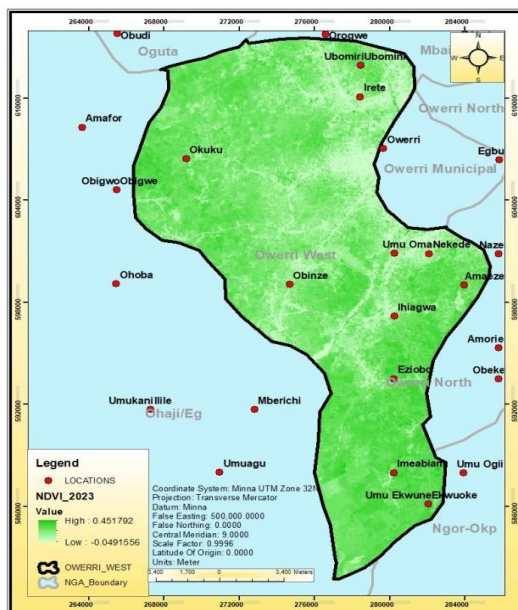 264000 268000 272000 276000 280000 284000
Obudi
Orogwe
Oguta
Mbai
UbomiriUbomini
N
W E
S
Irete
610000
Owerri North
Amafor
Owerri
Okuku
Egbu
Owerri Municipal
ObigwoObigwe
604000
Umu Oma Nekede Naze
Owerri West
Ohoba
Obinze
Amaeze
598000
Ihiagwa
Amorie
Eziobo
Obeke
Owerri North
592000
Umukani Ilile
Mberichi
Ohaji/Eg
Umuagu
Imeabiam
Umu Ogii
Umu EkwuneEkwuoke
586000
Ngor-Okp
Legend
LOCATIONS
NDVI_2023
Value
High : 0.451792
Low : -0.0491556
OWERRI_WEST
NGA_Boundary
Coordinate System: Minna UTM Zone 32N
Projection: Transverse Mercator
Datum: Minna
False Easting: 500,000.0000
False Northing: 0.0000
Central Meridian: 9.0000
Scale Factor: 0.9996
Latitude Of Origin: 0.0000
Units: Meter
3,400 1,700 0 3,400 Meters
264000 268000 272000 276000 280000 284000